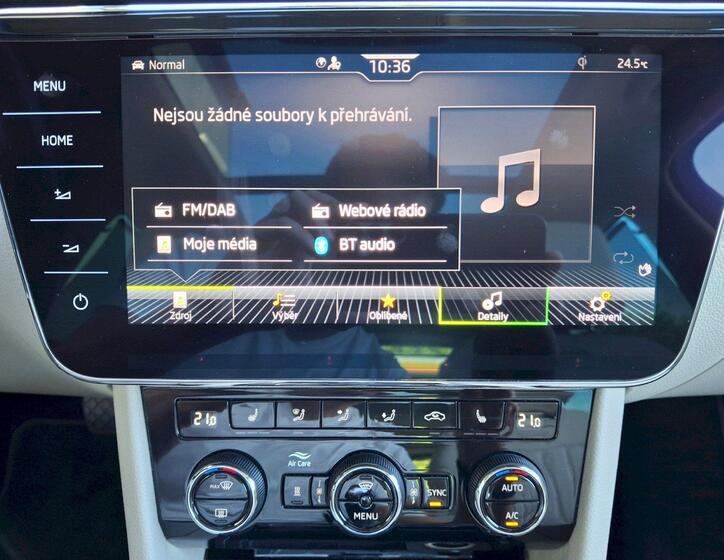 Normal
10:36
24.5°C
MENU
Nejsou žádné soubory k přehrávání.
HOME
FM/DAB
Webové rádio
Moje média
BT audio
Zdroj
Výběr
Oblíbené
Detaily
Nastavení
21.0
21.0
Air Care
MAX
MENU
SYNC
AUTO
A/C